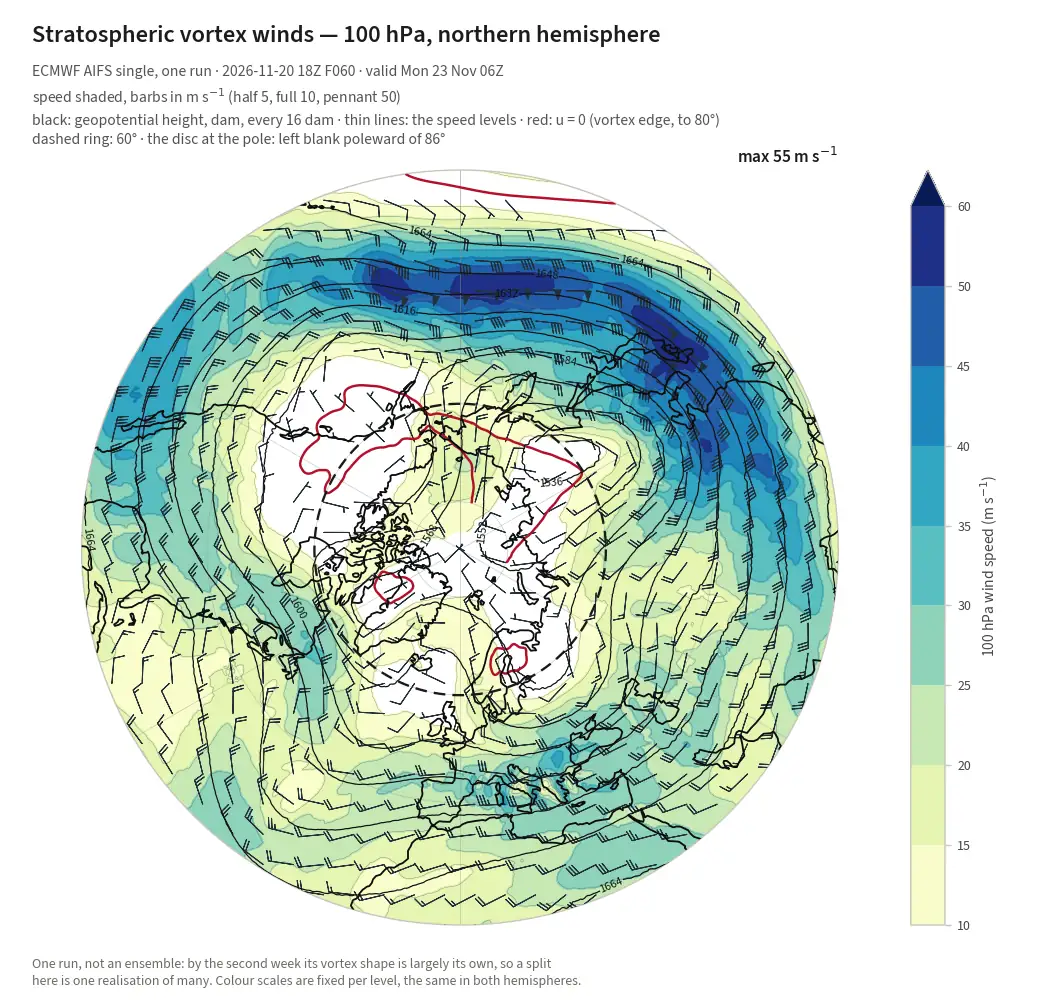 Stratospheric vortex winds — 100 hPa, northern hemisphere
ECMWF AIFS single, one run · 2026-11-20 18Z F060 · valid Mon 23 Nov 06Z
speed shaded, barbs in m s⁻¹ (half 5, full 10, pennant 50)
black: geopotential height, dam, every 16 dam · thin lines: the speed levels · red: u = 0 (vortex edge, to 80°)
dashed ring: 60° · the disc at the pole: left blank poleward of 86°
max 55 m s⁻¹
1664
1664
1648
1632
1616
1584
1536
1552
1568
1664
1600
1664
60
50
45
40
35
30
25
20
15
10
100 hPa wind speed (m s⁻¹)
One run, not an ensemble: by the second week its vortex shape is largely its own, so a split
here is one realisation of many. Colour scales are fixed per level, the same in both hemispheres.